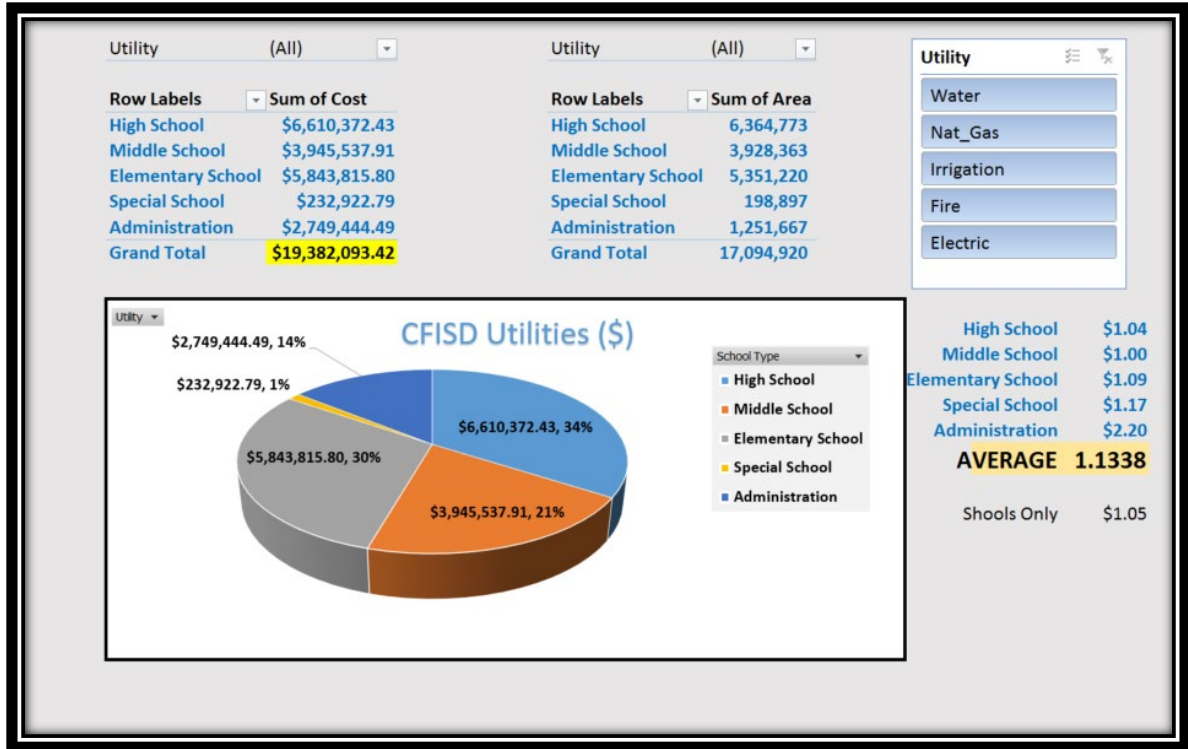 Utility (All)
Row Labels Sum of Cost
High School $6,610,372.43
Middle School $3,945,537.91
Elementary School $5,843,815.80
Special School $232,922.79
Administration $2,749,444.49
Grand Total $19,382,093.42
Utility (All)
Row Labels Sum of Area
High School 6,364,773
Middle School 3,928,363
Elementary School 5,351,220
Special School 198,897
Administration 1,251,667
Grand Total 17,094,920
Utility
Water
Nat_Gas
Irrigation
Fire
Electric
Utility
CFISD Utilities ($)
$2,749,444.49, 14%
$232,922.79, 1%
$6,610,372.43, 34%
$5,843,815.80, 30%
$3,945,537.91, 21%
School Type
High School
Middle School
Elementary School
Special School
Administration
High School $1.04
Middle School $1.00
Elementary School $1.09
Special School $1.17
Administration $2.20
AVERAGE 1.1338
Shools Only $1.05